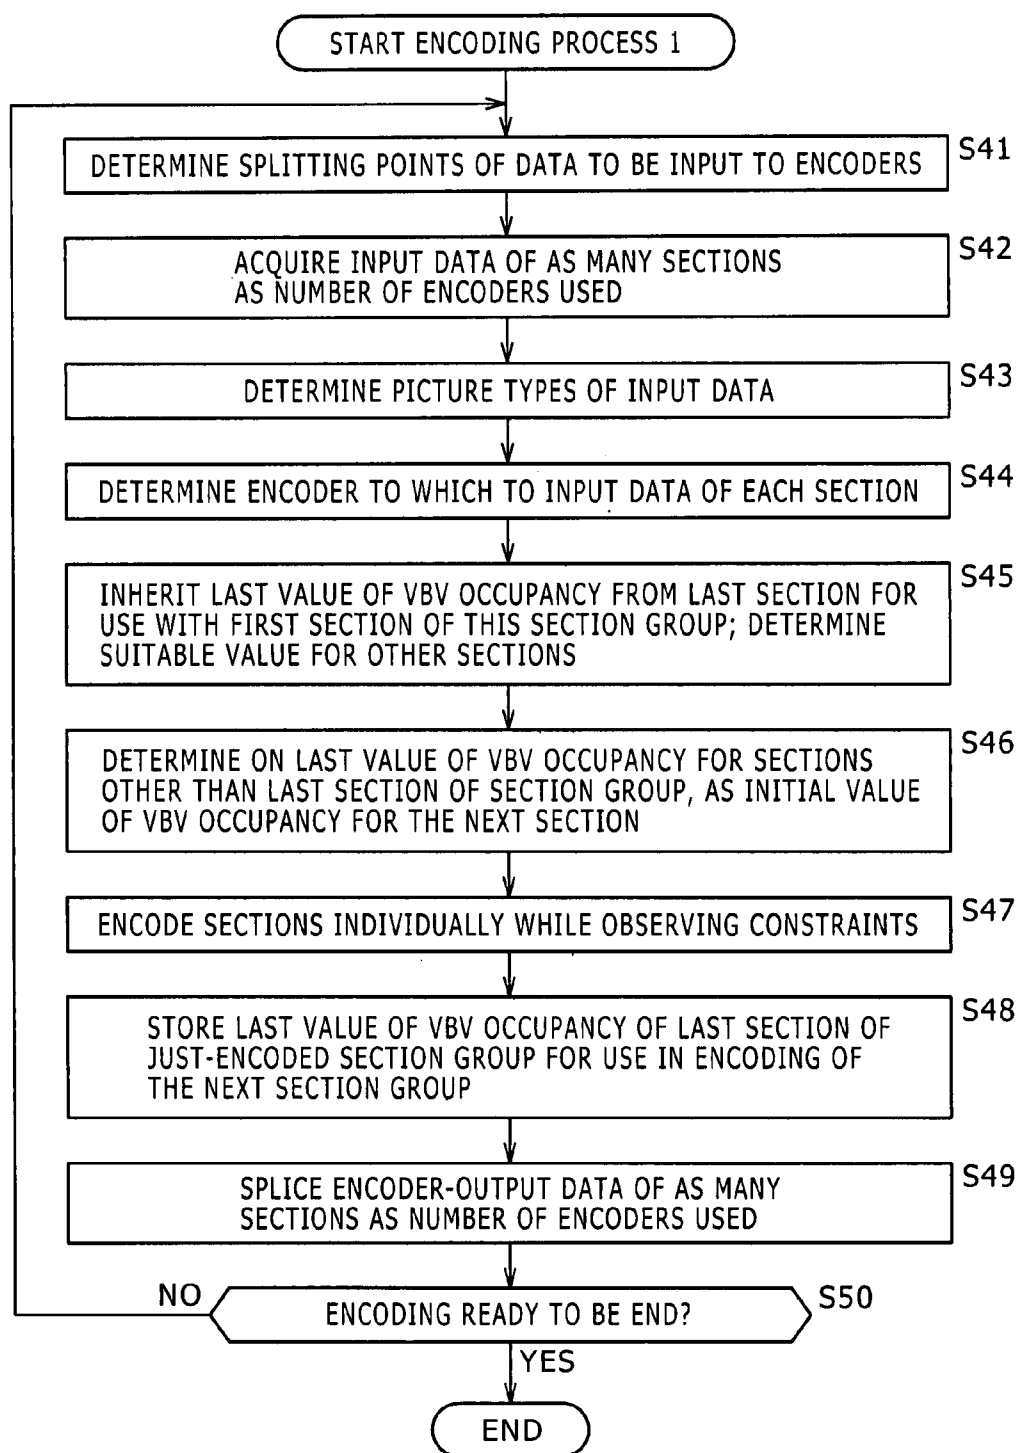 START ENCODING PROCESS 1
DETERMINE SPLITTING POINTS OF DATA TO BE INPUT TO ENCODERS
S41
ACQUIRE INPUT DATA OF AS MANY SECTIONS
AS NUMBER OF ENCODERS USED
S42
DETERMINE PICTURE TYPES OF INPUT DATA
S43
DETERMINE ENCODER TO WHICH TO INPUT DATA OF EACH SECTION
S44
INHERIT LAST VALUE OF VBV OCCUPANCY FROM LAST SECTION FOR
USE WITH FIRST SECTION OF THIS SECTION GROUP; DETERMINE
SUITABLE VALUE FOR OTHER SECTIONS
S45
DETERMINE ON LAST VALUE OF VBV OCCUPANCY FOR SECTIONS
OTHER THAN LAST SECTION OF SECTION GROUP, AS INITIAL VALUE
OF VBV OCCUPANCY FOR THE NEXT SECTION
S46
ENCODE SECTIONS INDIVIDUALLY WHILE OBSERVING CONSTRAINTS
S47
STORE LAST VALUE OF VBV OCCUPANCY OF LAST SECTION OF
JUST-ENCODED SECTION GROUP FOR USE IN ENCODING OF
THE NEXT SECTION GROUP
S48
SPLICE ENCODER-OUTPUT DATA OF AS MANY
SECTIONS AS NUMBER OF ENCODERS USED
S49
NO
ENCODING READY TO BE END?
S50
YES
END